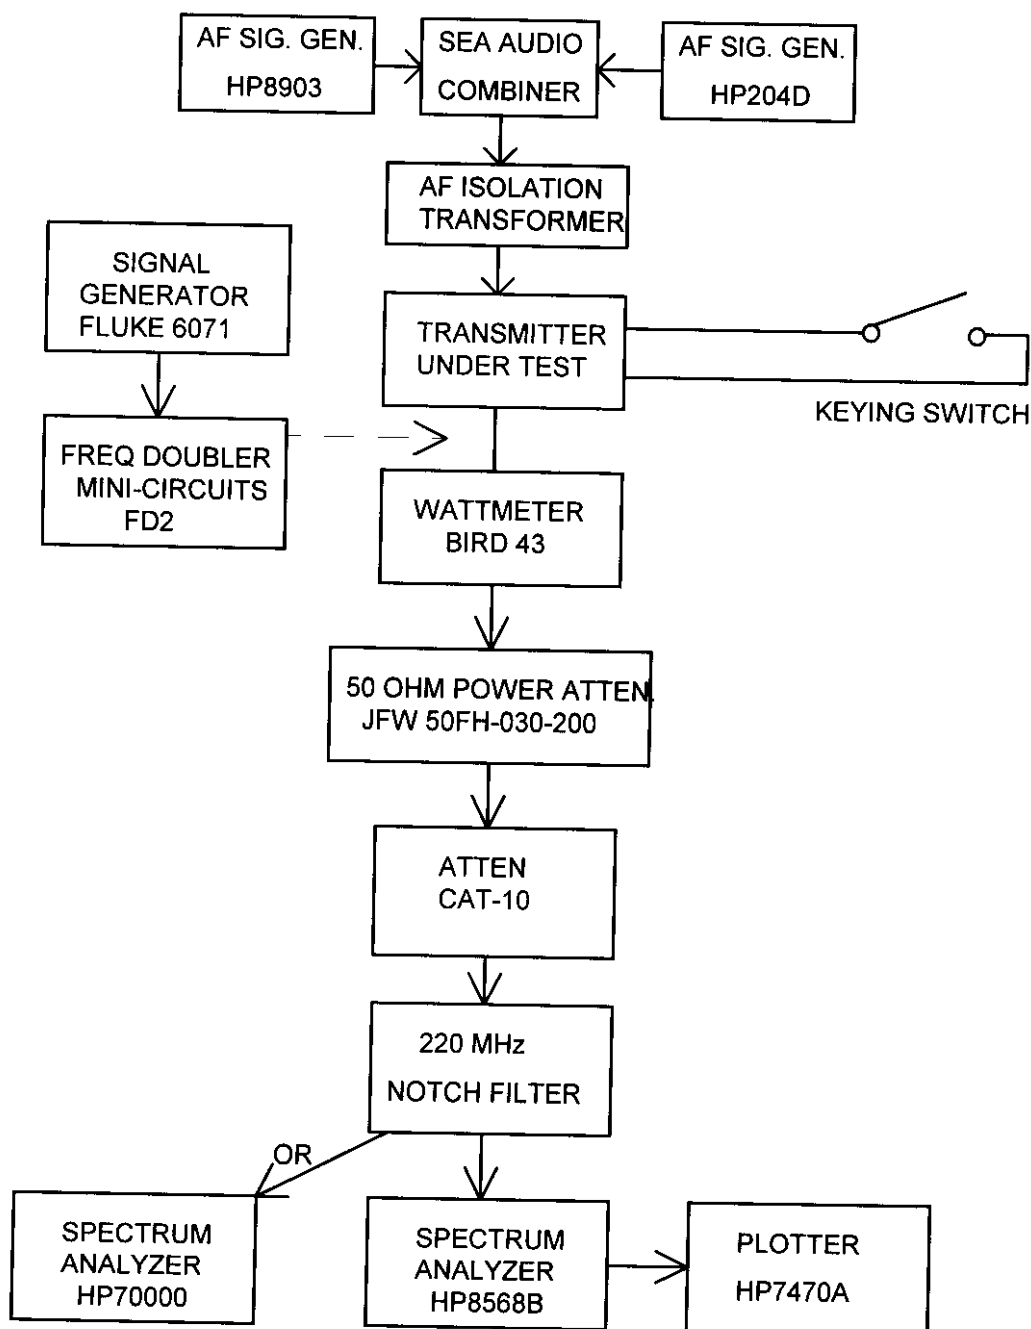 AF SIG. GEN.
HP8903
SEA AUDIO
COMBINER
AF SIG. GEN.
HP204D
AF ISOLATION
TRANSFORMER
SIGNAL
GENERATOR
FLUKE 6071
TRANSMITTER
UNDER TEST
KEYING SWITCH
FREQ DOUBLER
MINI-CIRCUITS
FD2
WATTMETER
BIRD 43
50 OHM POWER ATTEN.
JFW 50FH-030-200
ATTEN
CAT-10
220 MHz
NOTCH FILTER
OR
SPECTRUM
ANALYZER
HP70000
SPECTRUM
ANALYZER
HP8568B
PLOTTER
HP7470A